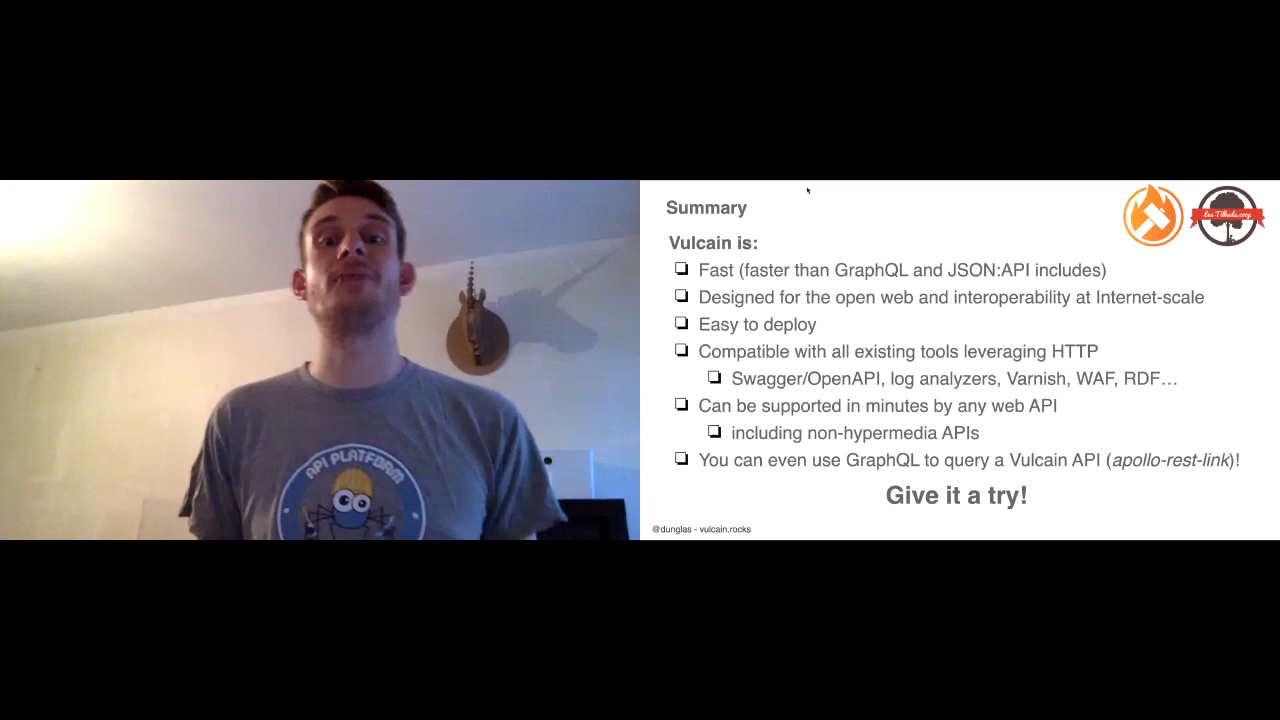 API PLATFORM
Summary
Les-Tilleuls.coop
Vulcain is:
Fast (faster than GraphQL and JSON:API includes)
Designed for the open web and interoperability at Internet-scale
Easy to deploy
Compatible with all existing tools leveraging HTTP
Swagger/OpenAPI, log analyzers, Varnish, WAF, RDF…
Can be supported in minutes by any web API
including non-hypermedia APIs
You can even use GraphQL to query a Vulcain API (apollo-rest-link)!
Give it a try!
@dunglas - vulcain.rocks